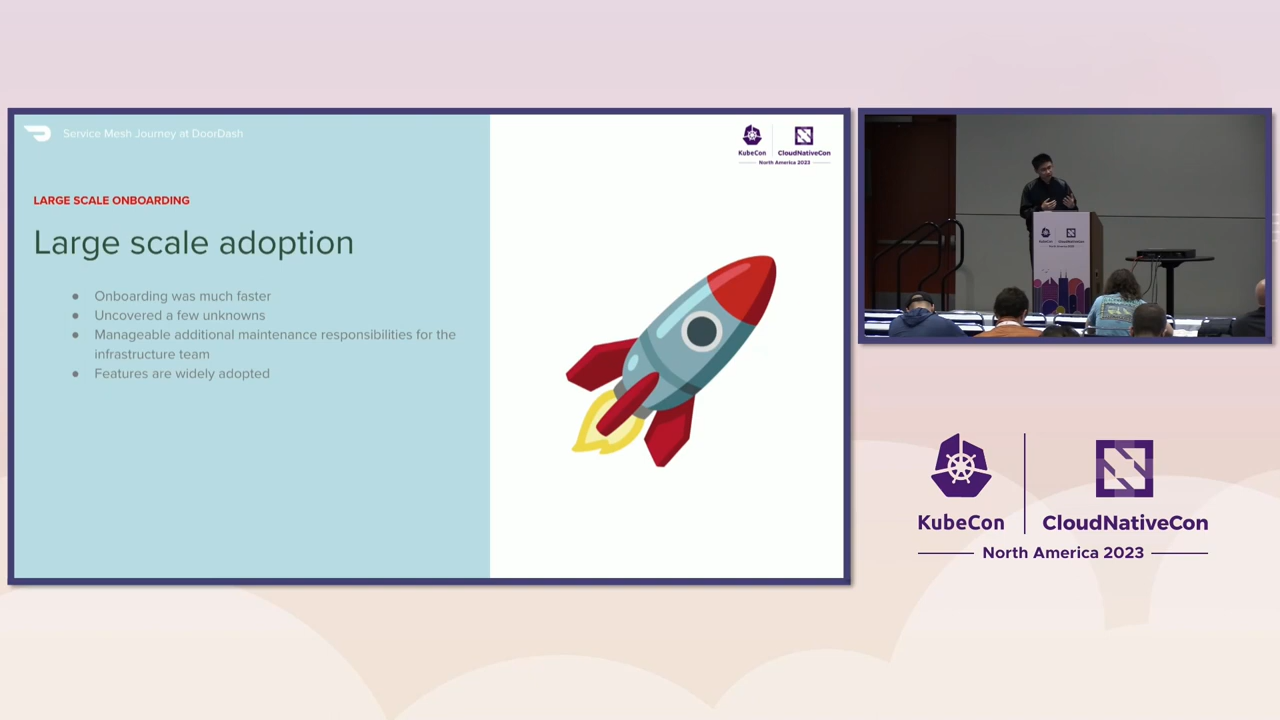 Service Mesh Journey at DoorDash
KubeCon
CloudNativeCon
North America 2023
LARGE SCALE ONBOARDING
Large scale adoption
● Onboarding was much faster
● Uncovered a few unknowns
● Manageable additional maintenance responsibilities for the
infrastructure team
● Features are widely adopted
KubeCon
CloudNativeCon
North America 2023